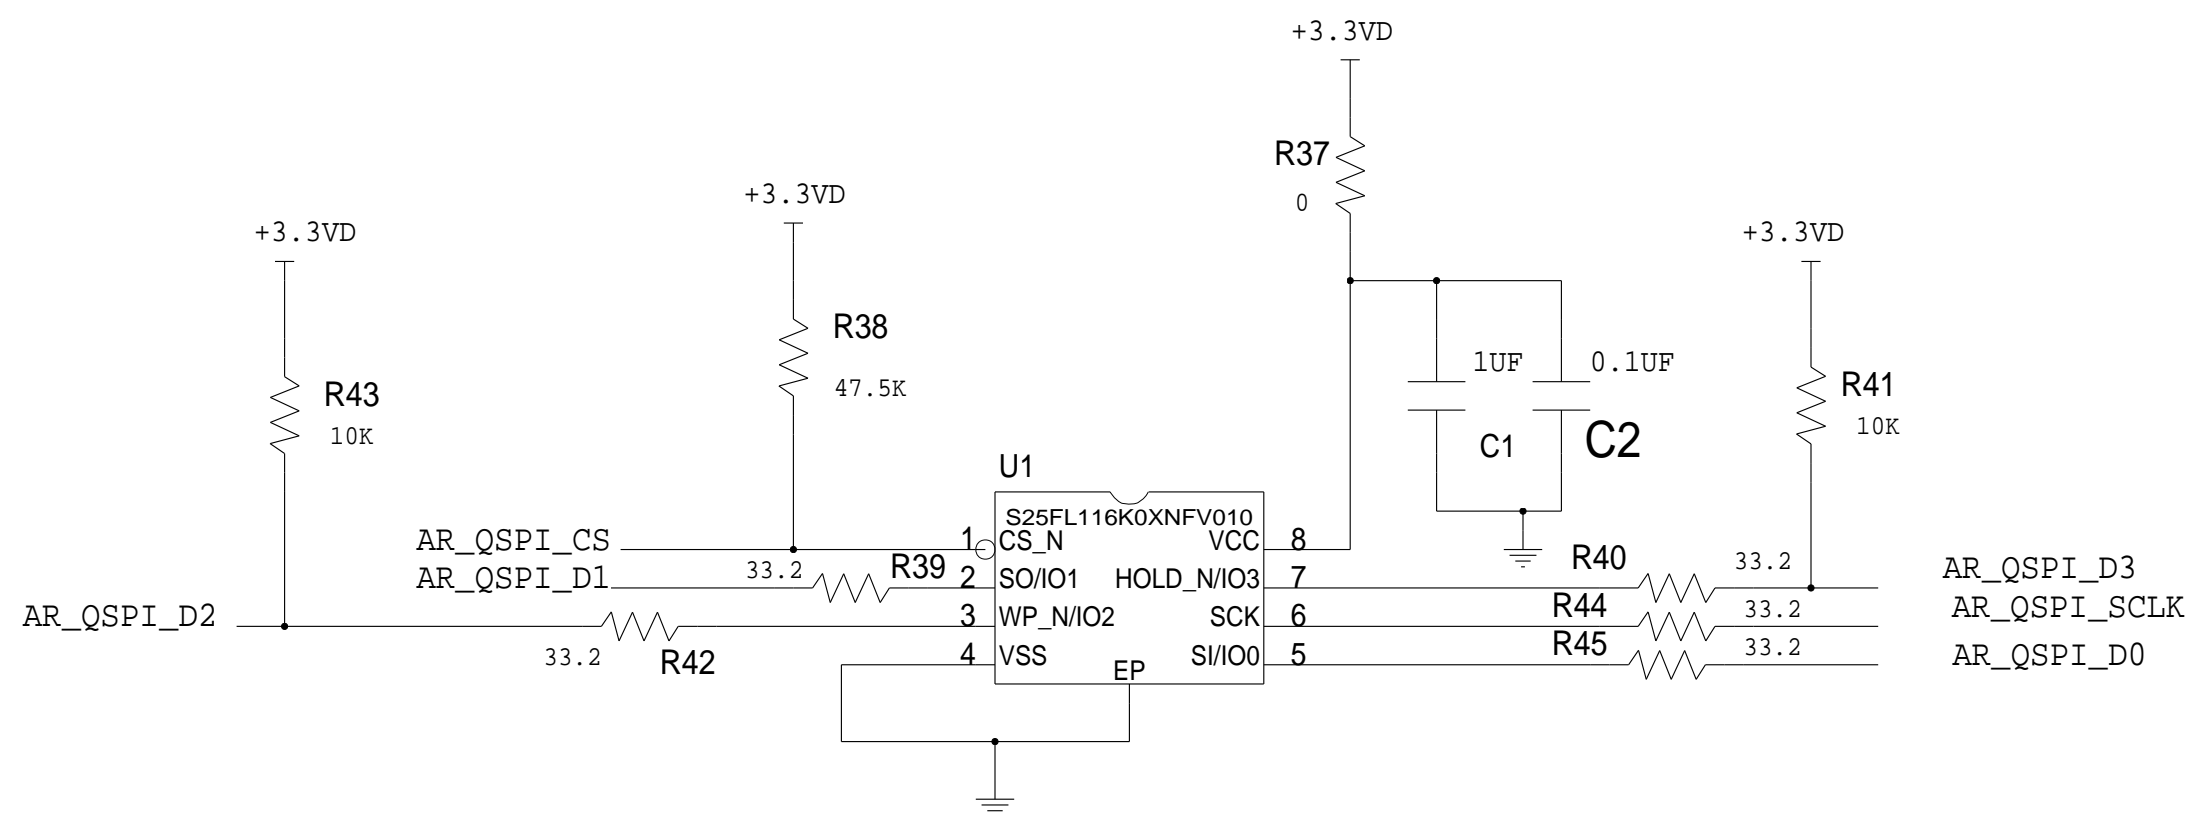 +3.3VD
R37
0
+3.3VD
+3.3VD
+3.3VD
R38
47.5K
R43
10K
1UF
0.1UF
C1
C2
R41
10K
U1
S25FL116K0XNFV010
AR_QSPI_CS
1
CS_N
VCC
8
AR_QSPI_D1
33.2
R39
2
SO/IO1
HOLD_N/IO3
7
R40
33.2
AR_QSPI_D3
AR_QSPI_D2
33.2
R42
3
WP_N/IO2
SCK
6
R44
33.2
AR_QSPI_SCLK
4
VSS
EP
SI/IO0
5
R45
33.2
AR_QSPI_D0